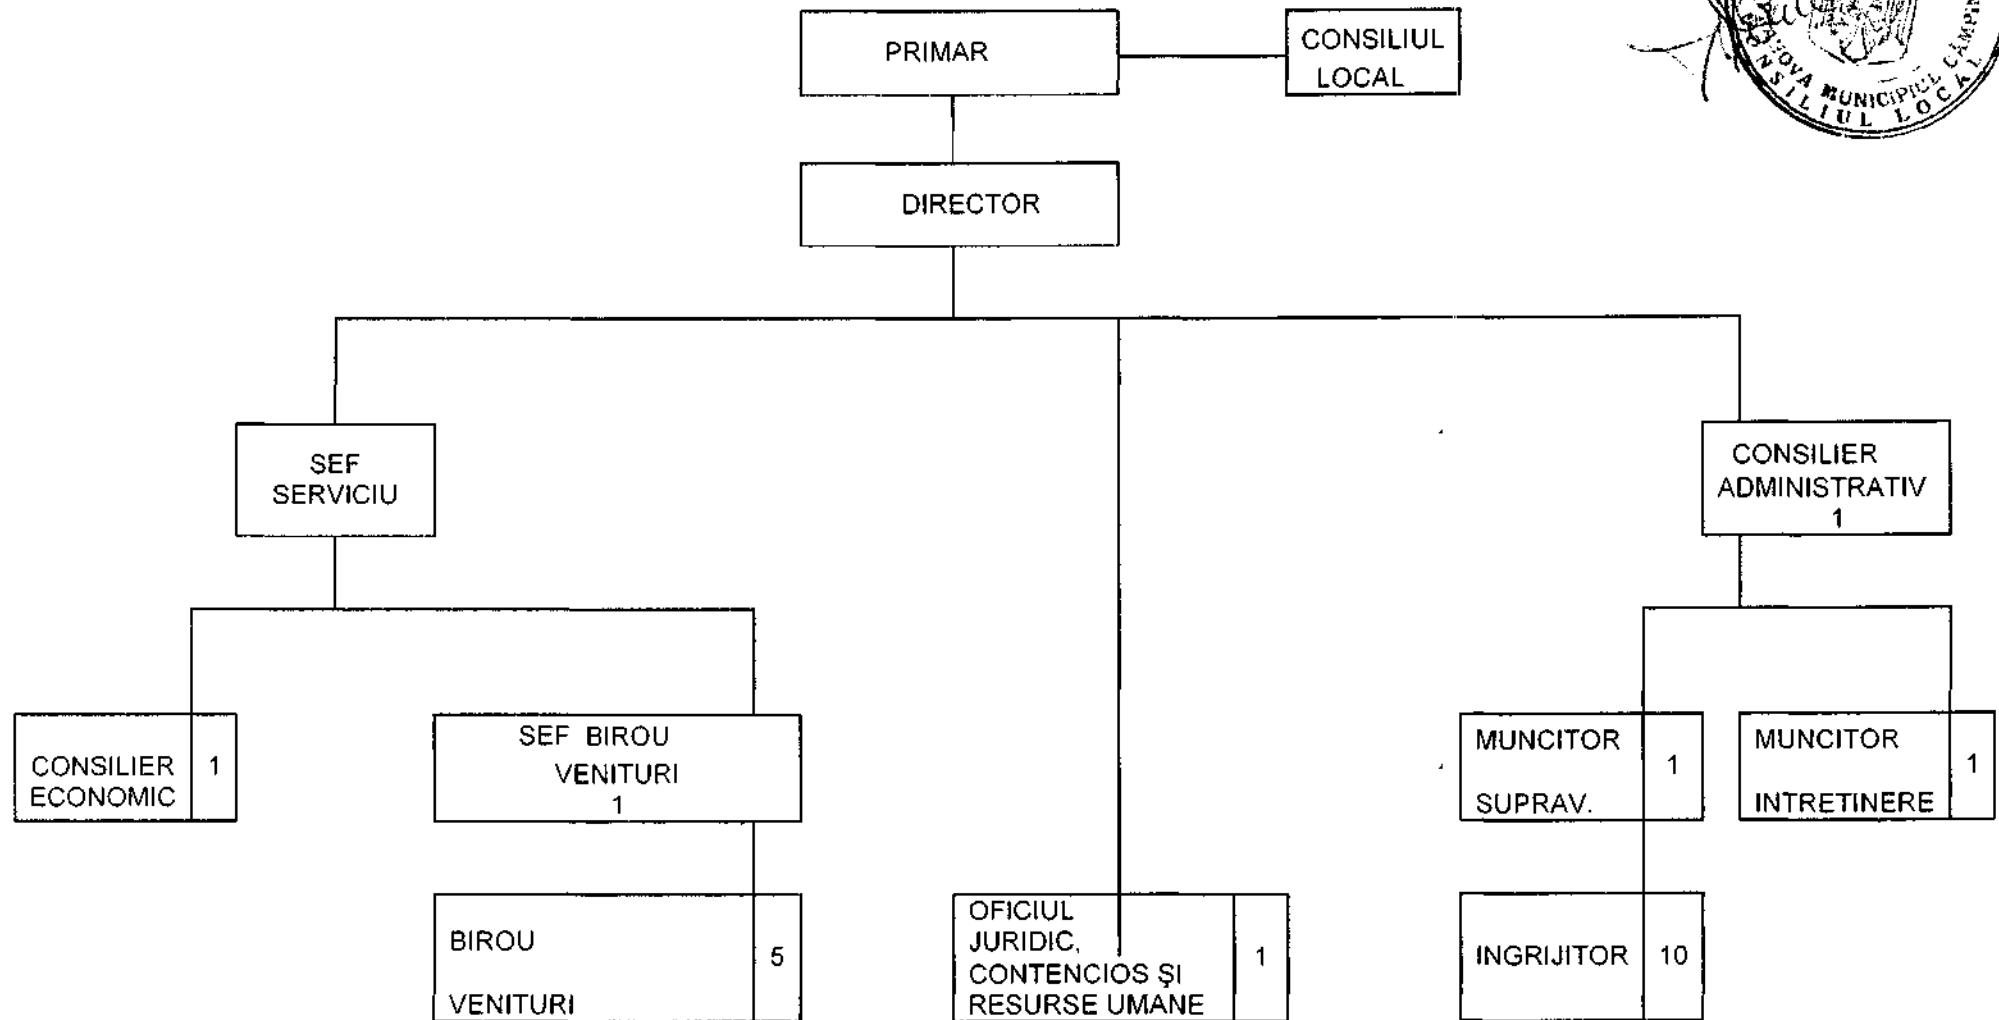 PRIMAR
CONSILIUL
LOCAL
MUNICIPIUL
CONSILIUL LOCAL
DIRECTOR
SEF
SERVICIU
CONSILIER
ADMINISTRATIV
1
CONSILIER
ECONOMIC
1
SEF BIROU
VENITURI
1
MUNCITOR
SUPRAV.
1
MUNCITOR
INTRETINERE
1
BIROU
VENITURI
5
OFICIUL
JURIDIC,
CONTENCIOS ŞI
RESURSE UMANE
1
INGRIJITOR
10